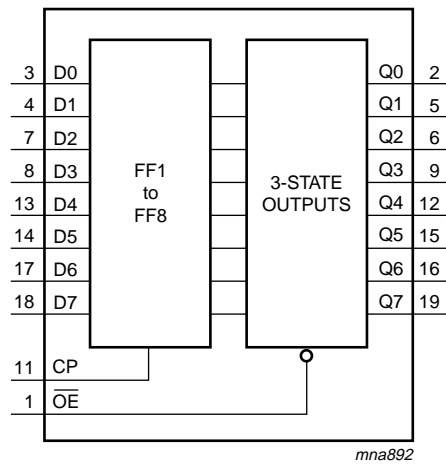 3 D0 Q0 2
4 D1 Q1 5
7 D2 Q2 6
8 D3 Q3 9
13 D4 Q4 12
14 D5 Q5 15
17 D6 Q6 16
18 D7 Q7 19
FF1
to
FF8
3-STATE
OUTPUTS
11 CP
1 O̅E̅
mna892